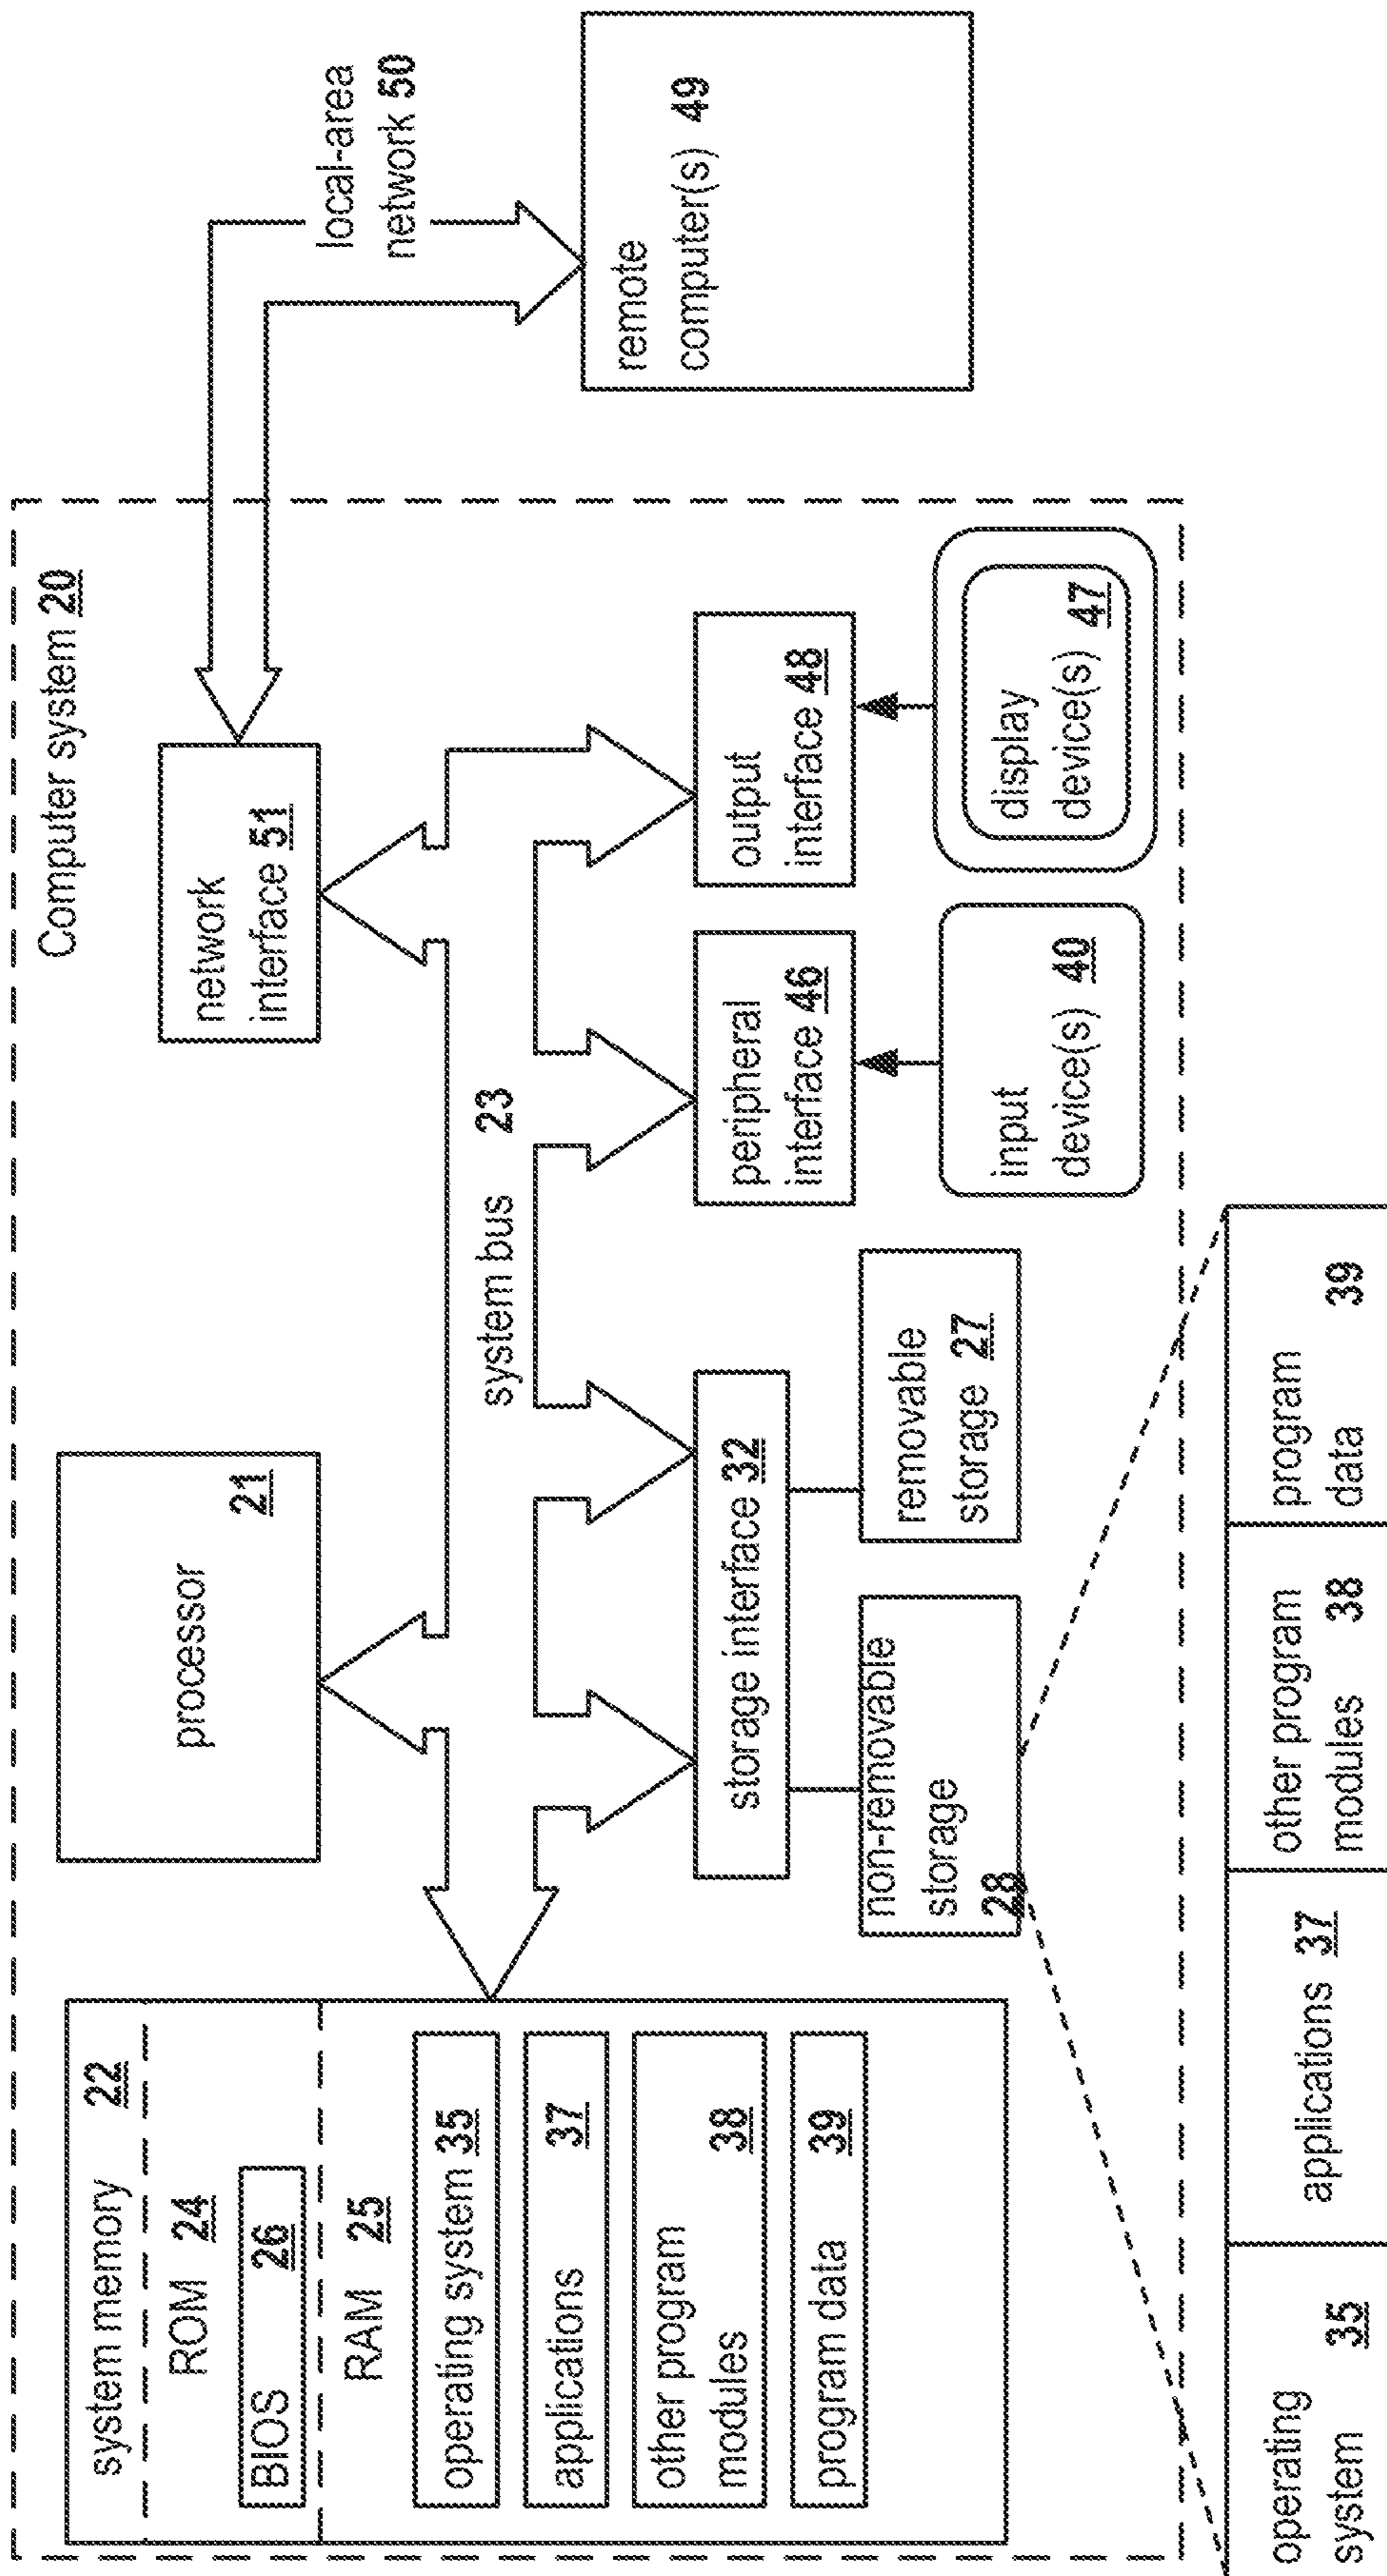 Computer system 20
system memory 22
ROM 24
BIOS 26
RAM 25
operating system 35
applications 37
other program
modules 38
program data 39
processor
21
network
interface 51
local-area
network 50
system bus 23
storage interface 32
peripheral
interface 46
output
interface 48
remote
computer(s) 49
non-removable
storage
28
removable
storage 27
input
device(s) 40
display
device(s) 47
operating
system 35
applications 37
other program
modules 38
program
data 39